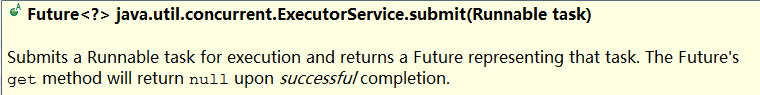 Future<?> java.util.concurrent.ExecutorService.submit(Runnable task)
Submits a Runnable task for execution and returns a Future representing that task. The Future's
get method will return null upon successful completion.